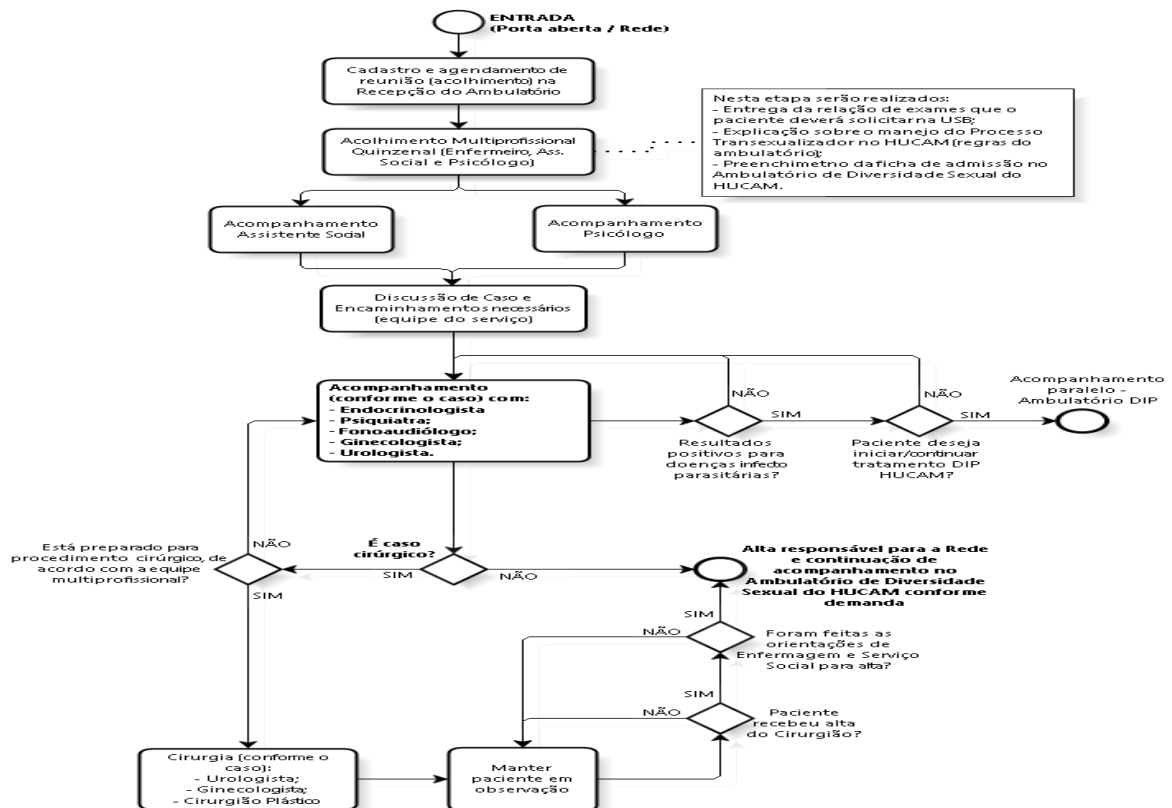 ENTRADA
(Porta aberta / Rede)
Cadastro e agendamento de
reunião (acolhimento) na
Recepção do Ambulatório
Nesta etapa serão realizados:
- Entrega da relação de exames que o
paciente deverá solicitar na USB;
- Explicação sobre o manejo do Processo
Transexualizador no HUCAM (regras do
ambulatório);
- Preenchimetno da ficha de admissão no
Ambulatório de Diversidade Sexual do
HUCAM.
Acolhimento Multiprofissional
Quinzenal (Enfermeiro, Ass.
Social e Psicólogo)
Acompanhamento
Assistente Social
Acompanhamento
Psicólogo
Discussão de Caso e
Encaminhamentos necessários
(equipe do serviço)
Acompanhamento
(conforme o caso) com:
- Endocrinologista
- Psiquiatra;
- Fonoaudiólogo;
- Ginecologista;
- Urologista.
NÃO
SIM
Resultados
positivos para
doenças infecto
parasitárias?
NÃO
SIM
Paciente deseja
iniciar/continuar
tratamento DIP
HUCAM?
Acompanhamento
paralelo -
Ambulatório DIP
É caso
cirúrgico?
SIM
NÃO
Está preparado para
procedimento cirúrgico, de
acordo com a equipe
multiprofissional?
NÃO
SIM
Alta responsável para a Rede
e continuação de
acompanhamento no
Ambulatório de Diversidade
Sexual do HUCAM conforme
demanda
SIM
NÃO
Foram feitas as
orientações de
Enfermagem e Serviço
Social para alta?
SIM
NÃO
Paciente
recebeu alta
do Cirurgião?
Cirurgia (conforme o
caso):
- Urologista;
- Ginecologista;
- Cirurgião Plástico
Manter
paciente em
observação